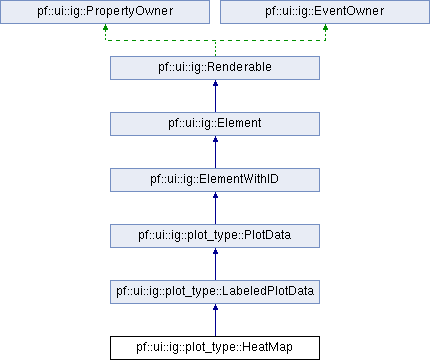 pf::ui::ig::PropertyOwner
pf::ui::ig::EventOwner
pf::ui::ig::Renderable
pf::ui::ig::Element
pf::ui::ig::ElementWithID
pf::ui::ig::plot_type::PlotData
pf::ui::ig::plot_type::LabeledPlotData
pf::ui::ig::plot_type::HeatMap